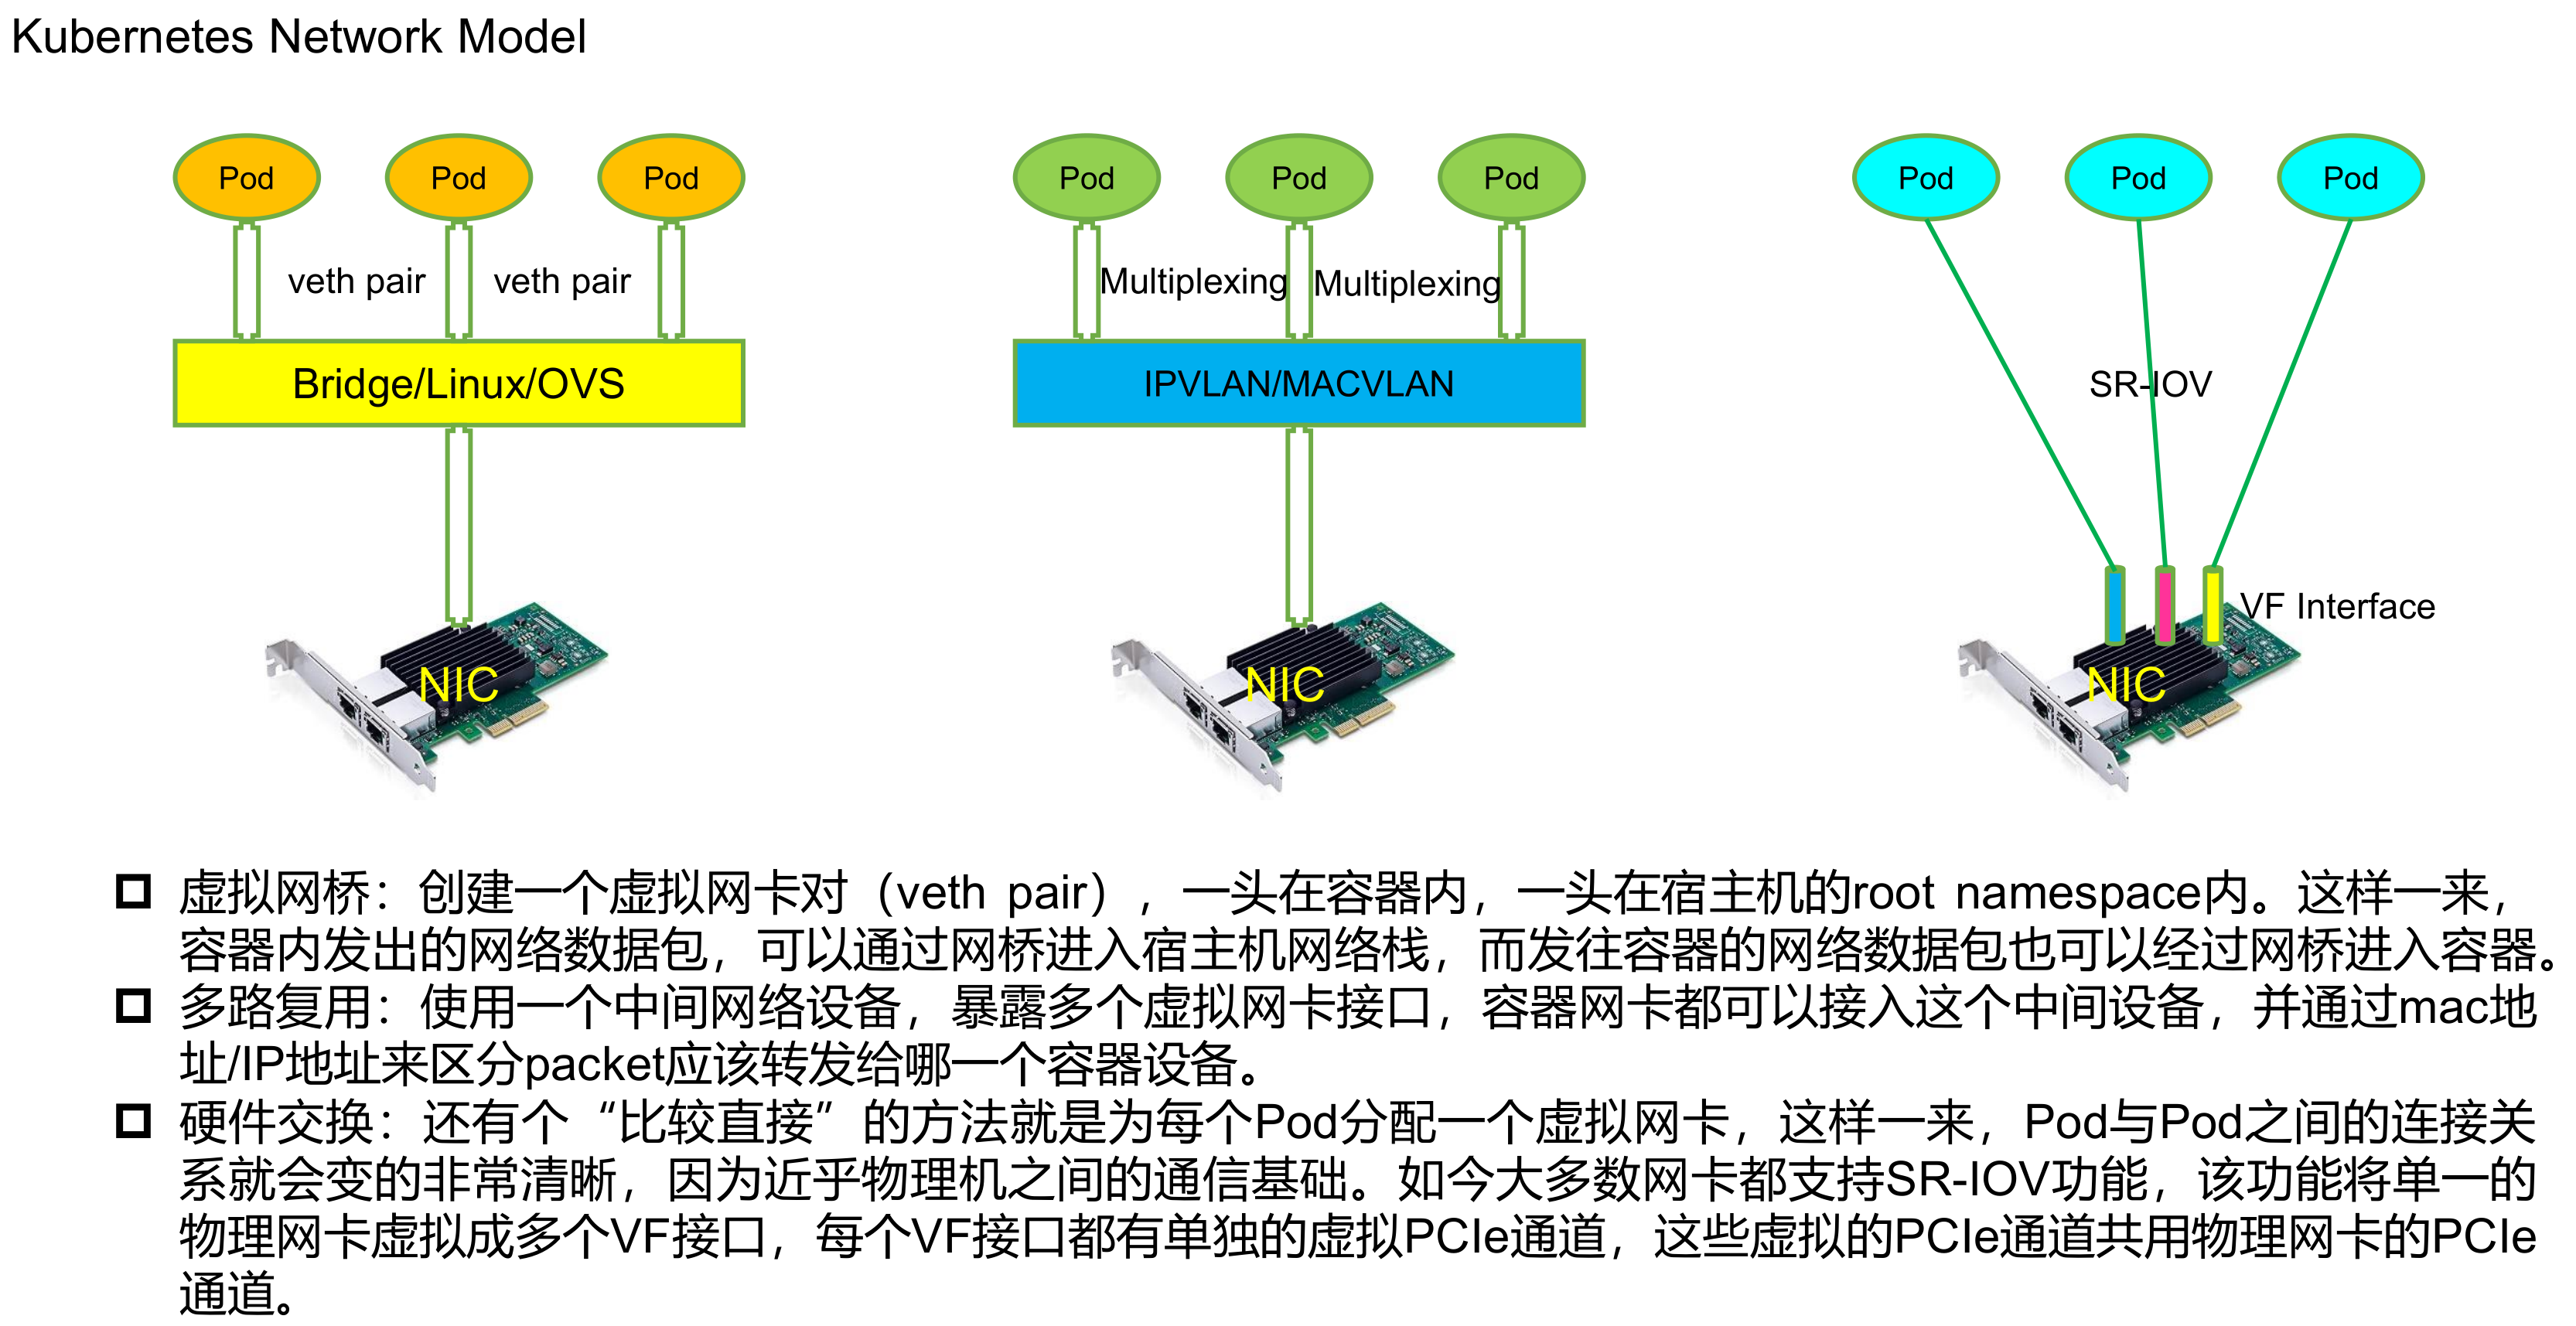 Kubernetes Network Model
Pod Pod Pod Pod Pod Pod Pod Pod Pod
veth pair veth pair Multiplexing Multiplexing
Bridge/Linux/OVS IPVLAN/MACVLAN SR-IOV
VF Interface
NIC NIC NIC
虚拟网桥：创建一个虚拟网卡对（veth pair），一头在容器内，一头在宿主机的root namespace内。这样一来，
容器内发出的网络数据包，可以通过网桥进入宿主机网络栈，而发往容器的网络数据包也可以经过网桥进入容器。
多路复用：使用一个中间网络设备，暴露多个虚拟网卡接口，容器网卡都可以接入这个中间设备，并通过mac地
址/IP地址来区分packet应该转发给哪一个容器设备。
硬件交换：还有个“比较直接”的方法就是为每个Pod分配一个虚拟网卡，这样一来，Pod与Pod之间的连接关
系就会变的非常清晰，因为近乎物理机之间的通信基础。如今大多数网卡都支持SR-IOV功能，该功能将单一的
物理网卡虚拟成多个VF接口，每个VF接口都有单独的虚拟PCIe通道，这些虚拟的PCIe通道共用物理网卡的PCIe
通道。